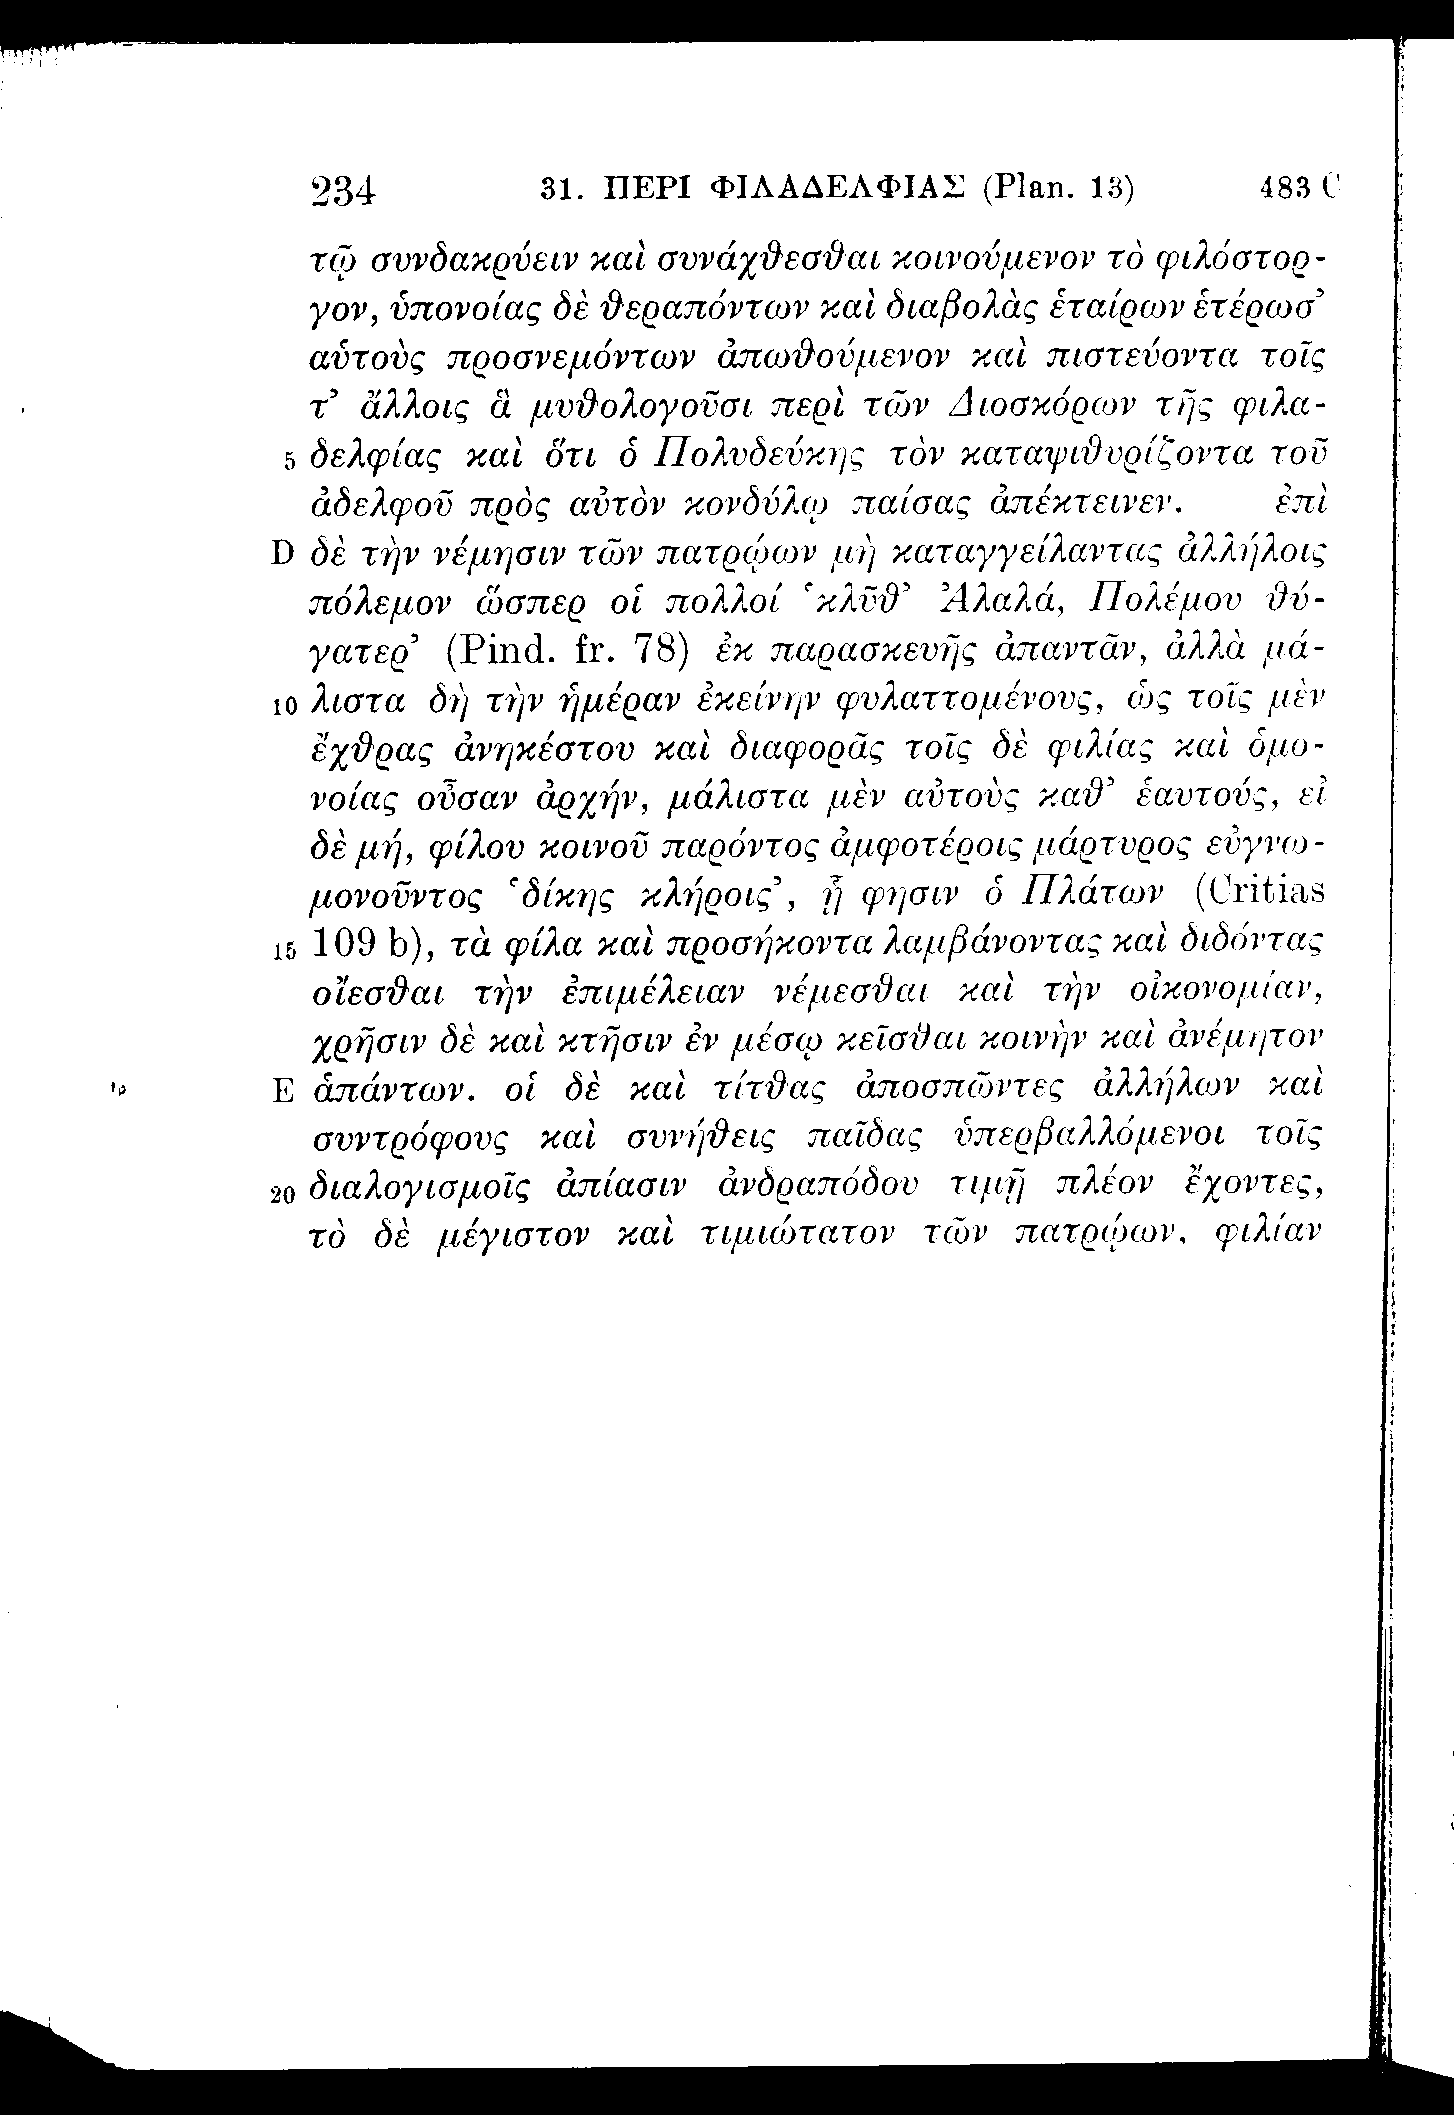 234 31. ΠΕΡΙ ΦΙΛΑΔΕΛΦΙΑΣ (Plan. 13) 483 C
τῷ συνδακρύειν καὶ συνάχθεσθαι κοινούμενον τὸ φιλόστορ-
γον, ὑπονοίας δὲ θεραπόντων καὶ διαβολὰς ἑταίρων ἑτέρωσ’
αὑτοὺς προσνεμόντων ἀπωθούμενον καὶ πιστεύοντα τοῖς
τ’ ἄλλοις ἃ μυθολογοῦσι περὶ τῶν Διοσκόρων τῆς φιλα-
5 δελφίας καὶ ὅτι ὁ Πολυδεύκης τὸν καταψιθυρίζοντα τοῦ
ἀδελφοῦ πρὸς αὐτὸν κονδύλῳ παίσας ἀπέκτεινεν. ἐπὶ
D δὲ τὴν νέμησιν τῶν πατρῴων μὴ καταγγείλαντας ἀλλήλοις
πόλεμον ὥσπερ οἱ πολλοί ‘κλῦθ’ Ἀλαλά, Πολέμου θύ-
γατερ’ (Pind. fr. 78) ἐκ παρασκευῆς ἀπαντᾶν, ἀλλὰ μά-
10 λιστα δὴ τὴν ἡμέραν ἐκείνην φυλαττομένους, ὡς τοῖς μὲν
ἔχθρας ἀνηκέστου καὶ διαφορᾶς τοῖς δὲ φιλίας καὶ ὁμο-
νοίας οὖσαν ἀρχήν, μάλιστα μὲν αὐτοὺς καθ’ ἑαυτούς, εἰ
δὲ μή, φίλου κοινοῦ παρόντος ἀμφοτέροις μάρτυρος εὐγνω-
μονοῦντος ‘δίκης κλήροις’, ᾗ φησιν ὁ Πλάτων (Critias
15 109 b), τὰ φίλα καὶ προσήκοντα λαμβάνοντας καὶ διδόντας
οἴεσθαι τὴν ἐπιμέλειαν νέμεσθαι καὶ τὴν οἰκονομίαν,
χρῆσιν δὲ καὶ κτῆσιν ἐν μέσῳ κεῖσθαι κοινὴν καὶ ἀνέμητον
E ἁπάντων. οἱ δὲ καὶ τίτθας ἀποσπῶντες ἀλλήλων καὶ
συντρόφους καὶ συνήθεις παῖδας ὑπερβαλλόμενοι τοῖς
20 διαλογισμοῖς ἀπίασιν ἀνδραπόδου τιμῇ πλέον ἔχοντες,
τὸ δὲ μέγιστον καὶ τιμιώτατον τῶν πατρῴων, φιλίαν